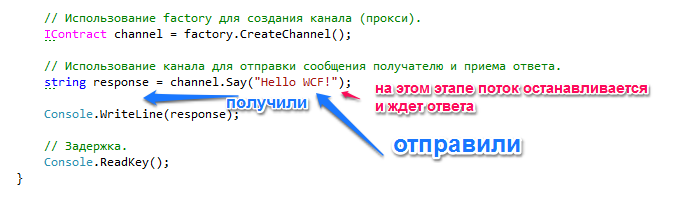 // Использование factory для создания канала (прокси).
IContract channel = factory.CreateChannel();
// Использование канала для отправки сообщения получателю и приема ответа.
string response = channel.Say("Hello WCF!");
на этом этапе поток останавливается
и ждет ответа
получили
Console.WriteLine(response);
отправили
// Задержка.
Console.ReadKey();
}